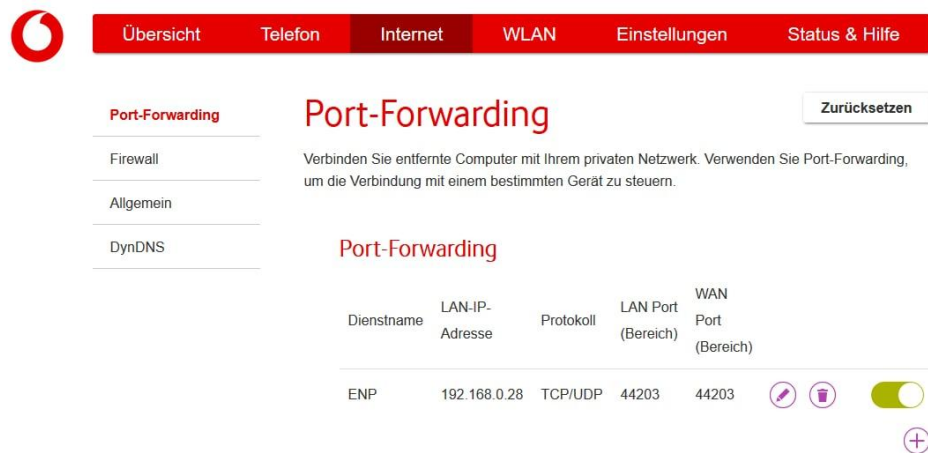 Übersicht Telefon Internet WLAN Einstellungen Status & Hilfe
Port-Forwarding
Firewall
Allgemein
DynDNS
Port-Forwarding
Zurücksetzen
Verbinden Sie entfernte Computer mit Ihrem privaten Netzwerk. Verwenden Sie Port-Forwarding,
um die Verbindung mit einem bestimmten Gerät zu steuern.
Port-Forwarding
Dienstname LAN-IP-Adresse Protokoll LAN Port (Bereich) WAN Port (Bereich)
ENP 192.168.0.28 TCP/UDP 44203 44203